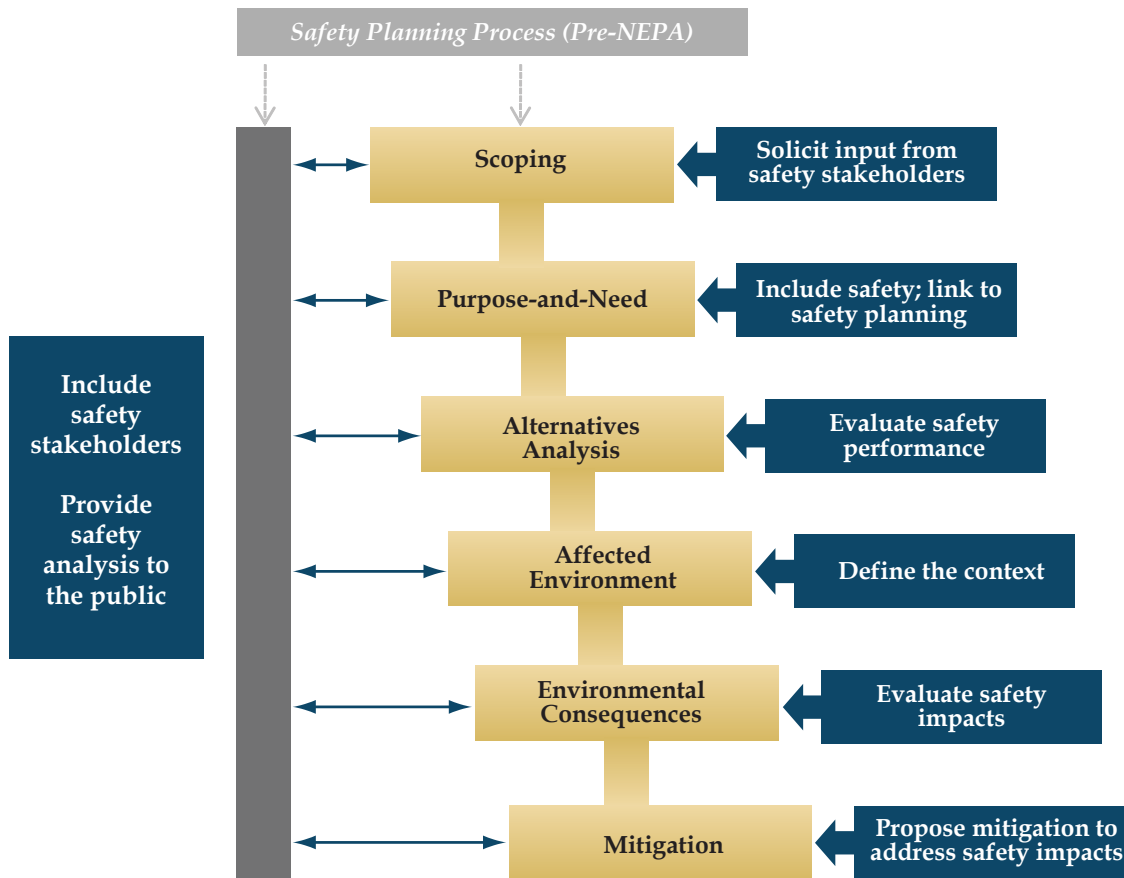 Safety Planning Process (Pre-NEPA)
Scoping
Solicit input from
safety stakeholders
Purpose-and-Need
Include safety; link to
safety planning
Include
safety
stakeholders
Provide
safety
analysis to
the public
Alternatives
Analysis
Evaluate safety
performance
Affected
Environment
Define the context
Environmental
Consequences
Evaluate safety
impacts
Mitigation
Propose mitigation to
address safety impacts